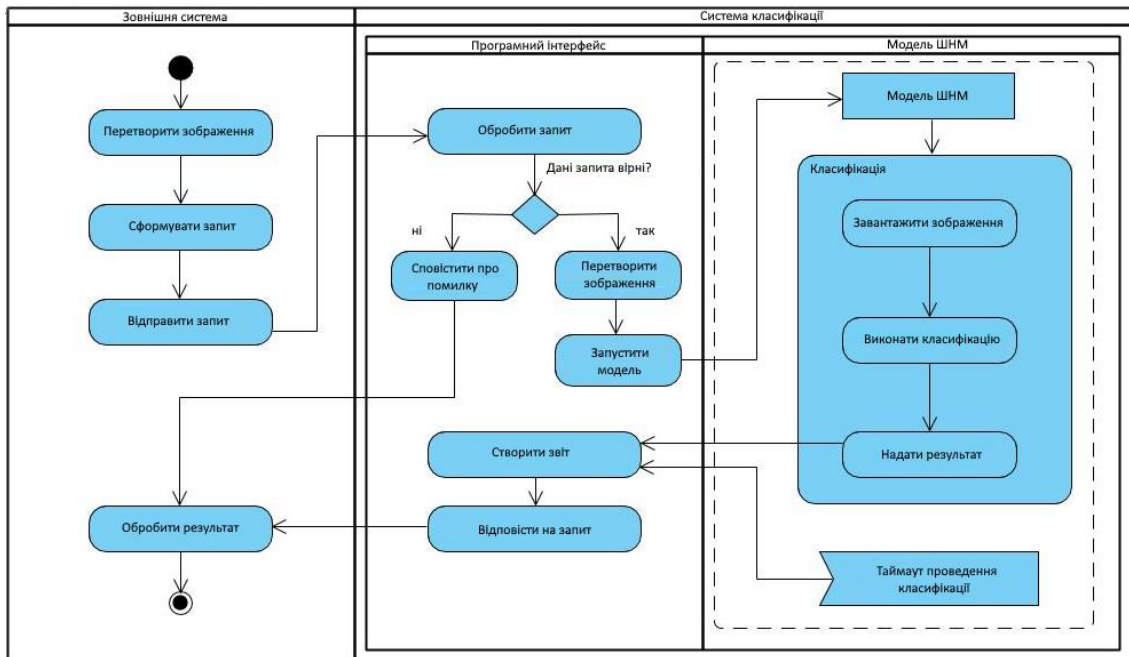 Зовнішня система
Система класифікації
Програмний інтерфейс
Модель ШНМ
Перетворити зображення
Сформувати запит
Відправити запит
Обробити результат
Обробити запит
Дані запита вірні?
ні
так
Сповістити про
помилку
Перетворити
зображення
Запустити
модель
Створити звіт
Відповісти на запит
Модель ШНМ
Класифікація
Завантажити зображення
Виконати класифікацію
Надати результат
Таймаут проведення
класифікації